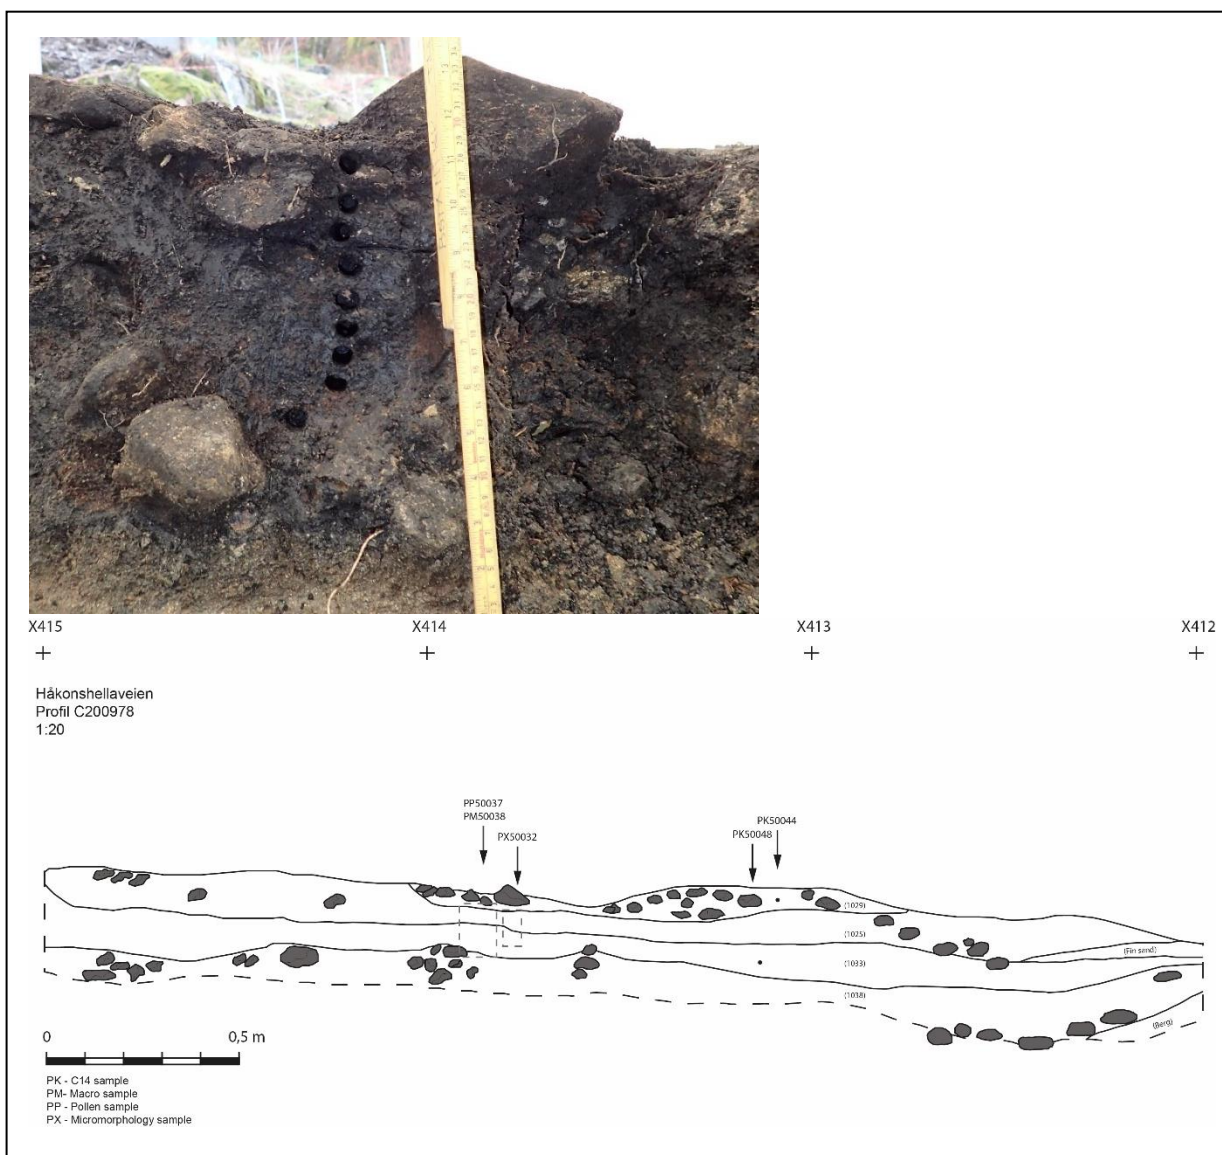 X415 X414 X413 X412
Håkonshellaveien
Profil C200978
1:20
PP50037
PM50038
PX50032
PK50044
PK50048
(1029)
(1025)
(Fin sand)
(1033)
(1038)
(Berg)
0 0,5 m
PK - C14 sample
PM- Macro sample
PP - Pollen sample
PX - Micromorphology sample